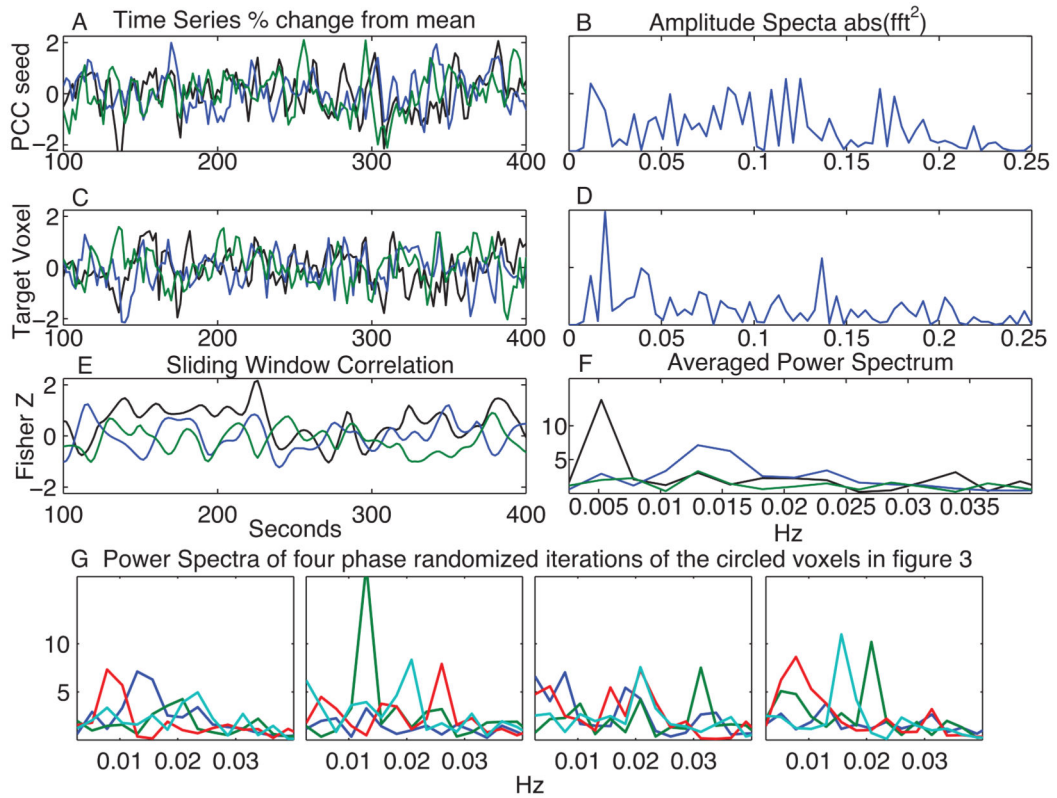 A Time Series % change from mean
PCC seed
2
0
−2
100 200 300 400
B Amplitude Specta abs(fft²)
0 0.05 0.1 0.15 0.2 0.25
C
Target Voxel
2
0
−2
100 200 300 400
D
0 0.05 0.1 0.15 0.2 0.25
E Sliding Window Correlation
Fisher Z
2
0
−2
100 200 300 400
Seconds
F Averaged Power Spectrum
10
5
0.005 0.01 0.015 0.02 0.025 0.03 0.035
Hz
G Power Spectra of four phase randomized iterations of the circled voxels in figure 3
10
5
0.01 0.02 0.03 0.01 0.02 0.03 0.01 0.02 0.03 0.01 0.02 0.03
Hz